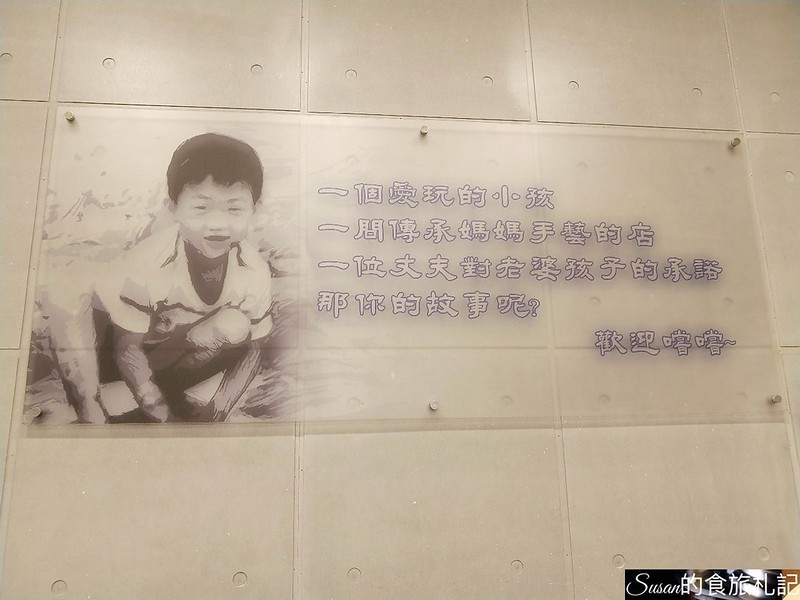 一個愛玩的小孩
一間傳承媽媽手藝的店
一位丈夫對老婆孩子的承諾
那你的故事呢?
歡迎嚐嚐~
Susan的食旅札記